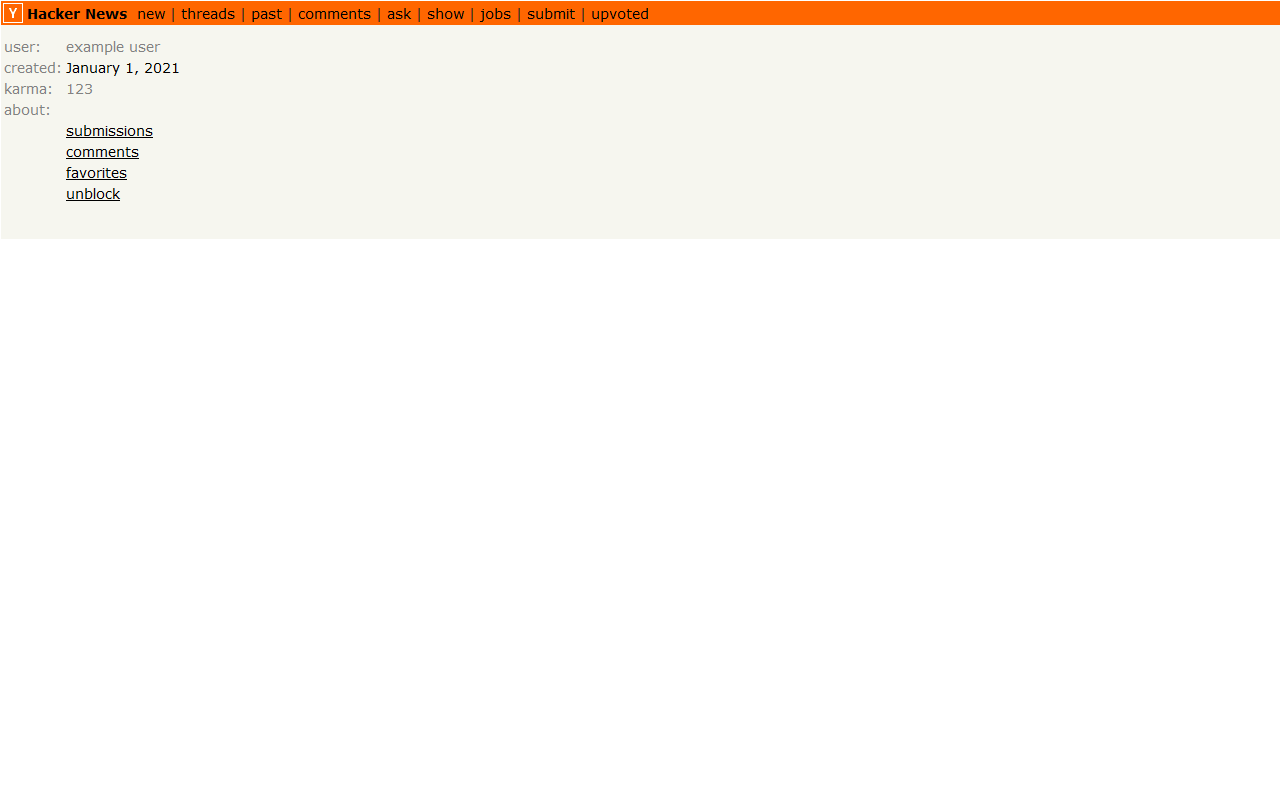 Y Hacker News new | threads | past | comments | ask | show | jobs | submit | upvoted
user: example user
created: January 1, 2021
karma: 123
about:
submissions
comments
favorites
unblock